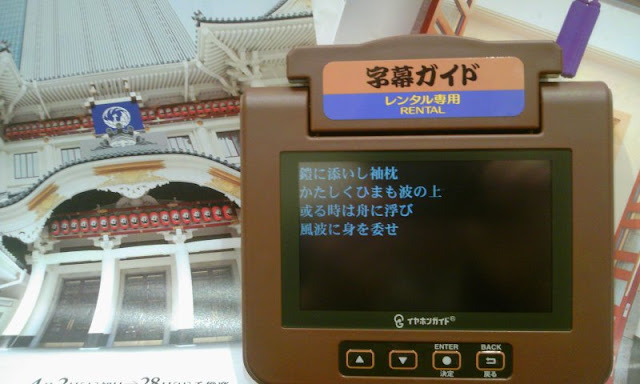 字幕ガイド
レンタル専用
RENTAL
鎧に添いし袖枕
かたしくひまも波の上
或る時は舟に浮び
風波に身を委せ
イヤホンガイド
ENTER
BACK
決定
戻る